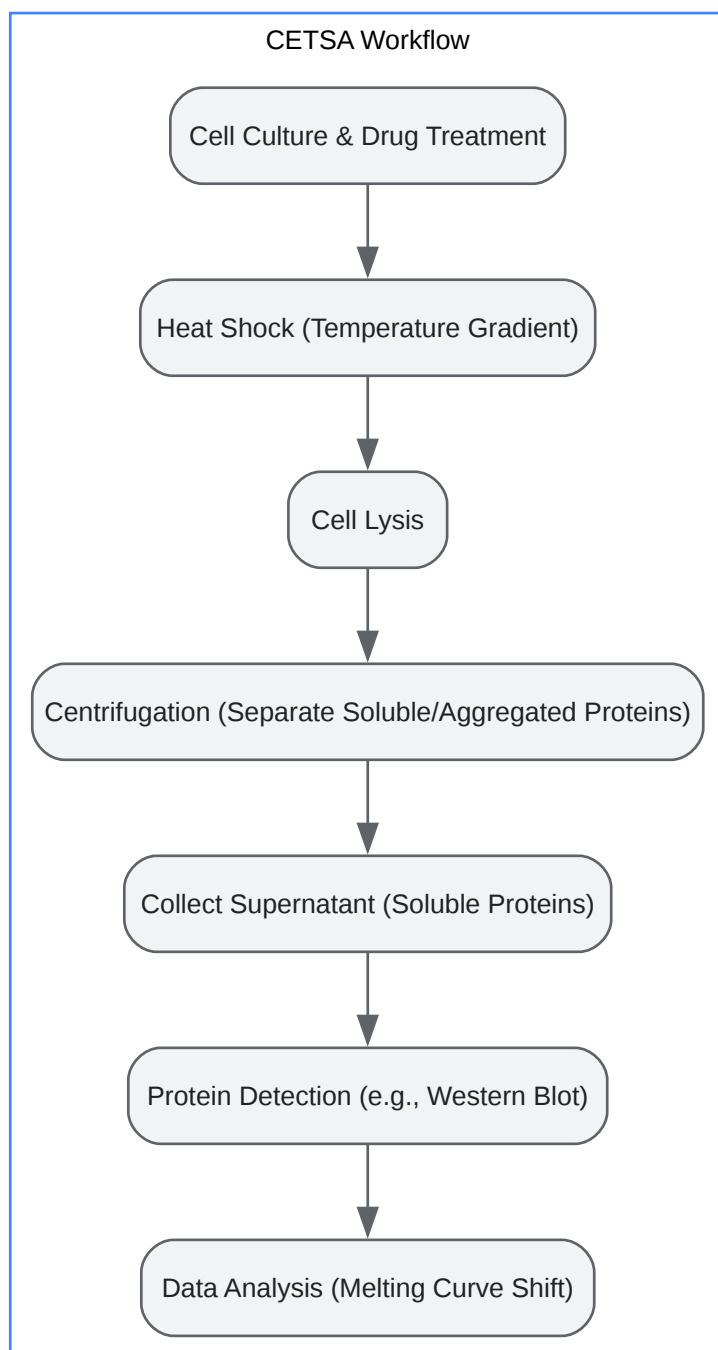 CETSA Workflow
Cell Culture & Drug Treatment
Heat Shock (Temperature Gradient)
Cell Lysis
Centrifugation (Separate Soluble/Aggregated Proteins)
Collect Supernatant (Soluble Proteins)
Protein Detection (e.g., Western Blot)
Data Analysis (Melting Curve Shift)